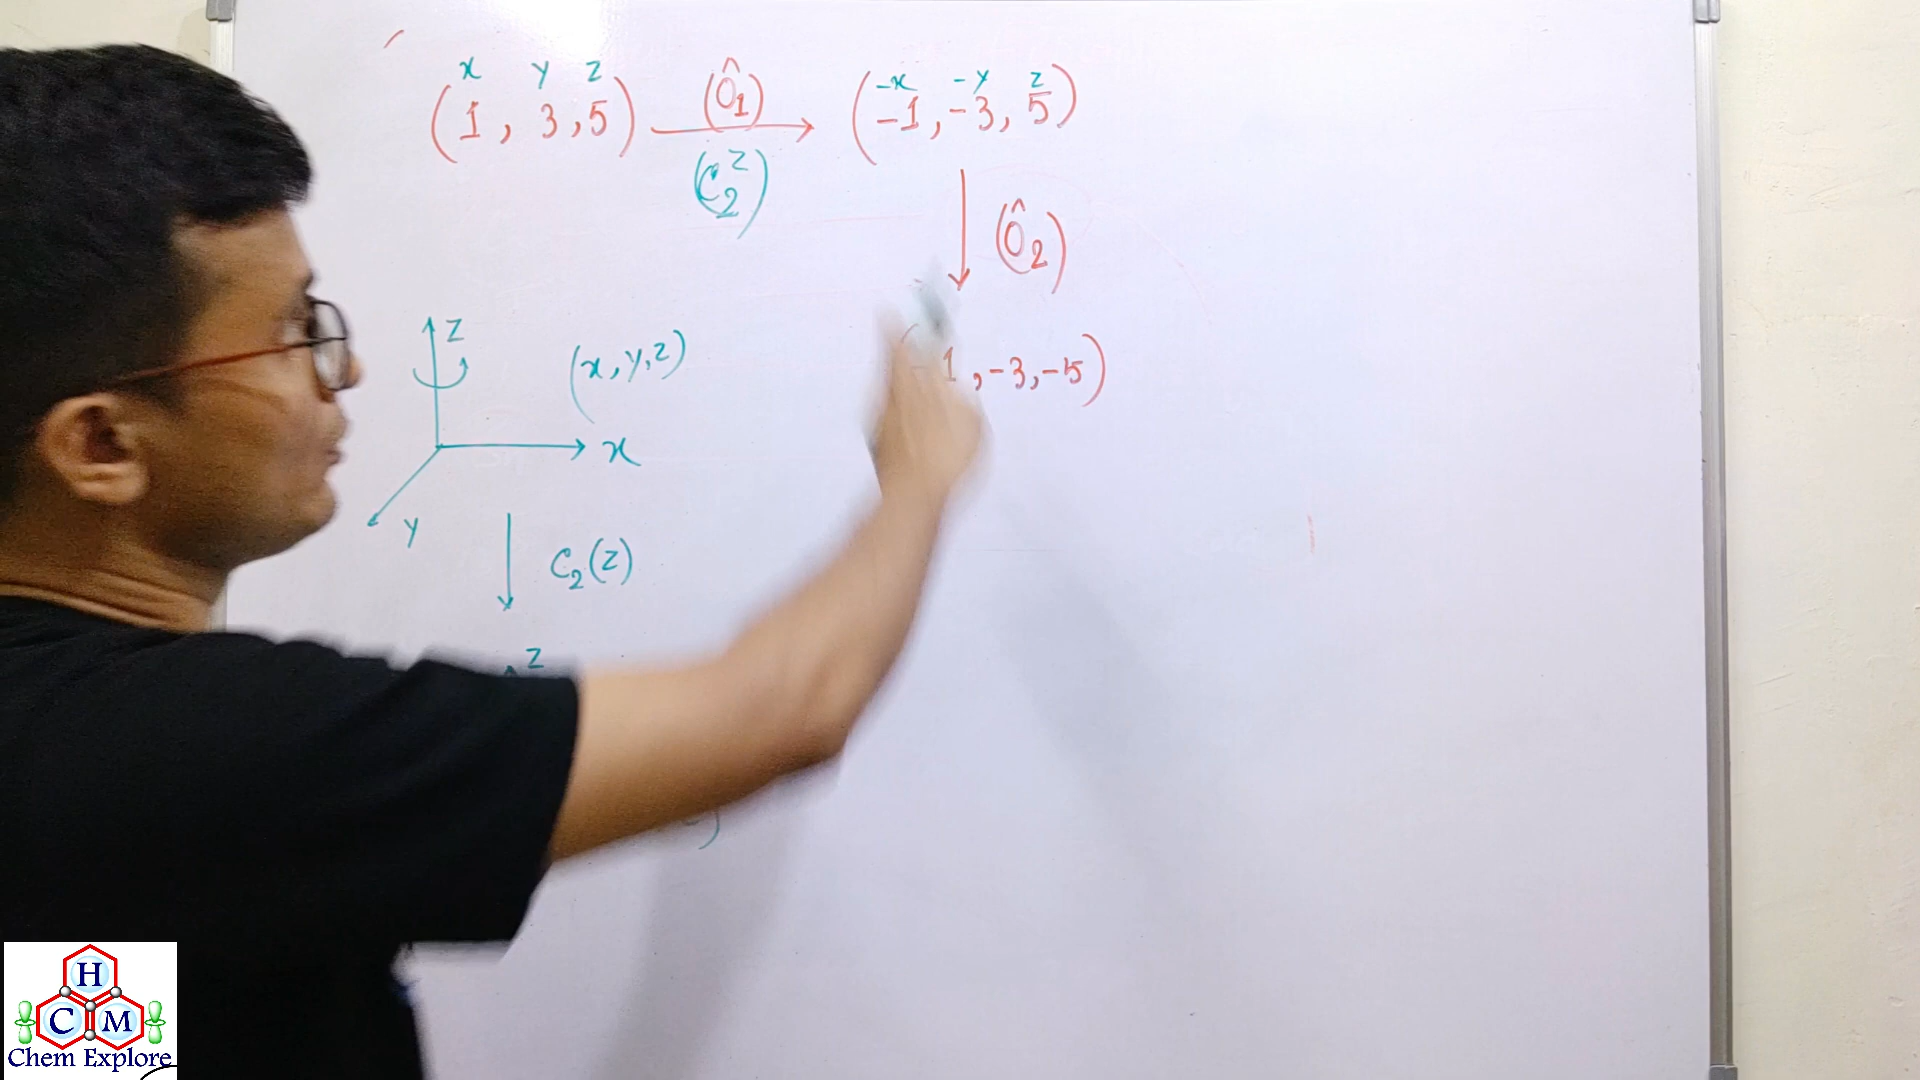 x y z
(1, 3, 5) (Ô₁) (-1, -3, 5)
-x -y z
(C₂ᶻ)
(Ô₂)
z
(x, y, z)
1, -3, -5)
x
y
C₂(z)
z
H
C M
Chem Explore